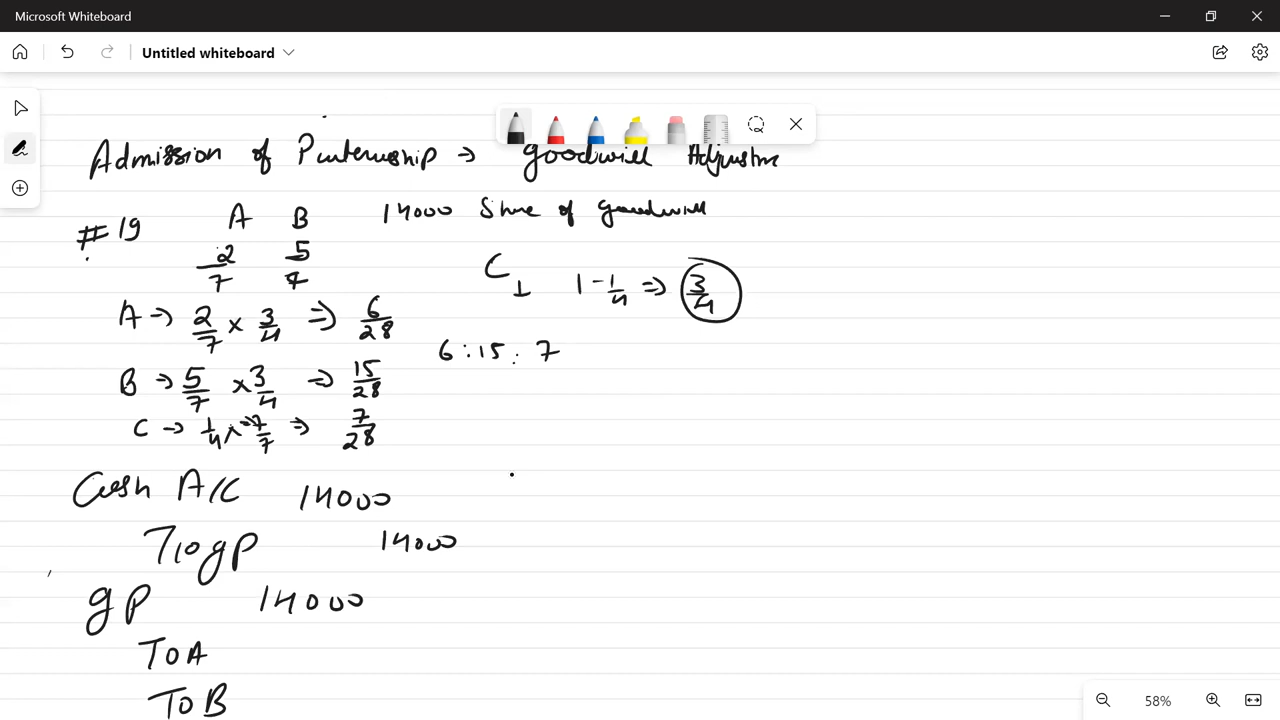 Microsoft Whiteboard
Untitled whiteboard
Admission of Partnership → goodwill Adjustme
#19 A B 14000 Share of goodwill
2/7 5/7
C 1 1 - 1/4 ⇒ 3/4
A → 2/7 × 3/4 ⇒ 6/28
6 : 15 : 7
B → 5/7 × 3/4 ⇒ 15/28
C → 1/4 × 7/7 ⇒ 7/28
Cash A/C 14000
To gp 14000
gp 14000
To A
To B
58%